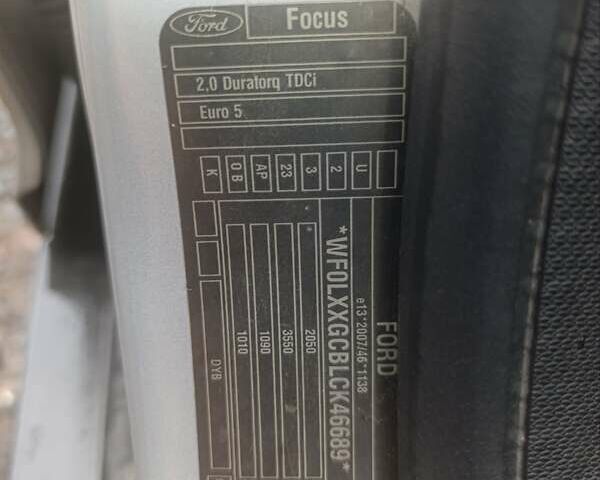 Ford
Focus
2,0 Duratorq TDCi
Euro 5
K 0B AP 23 3 2 U
FORD
e13*2007/46*1138
*WF0LXXGCBLCK46689*
2050
3550
1090
1010
DYB